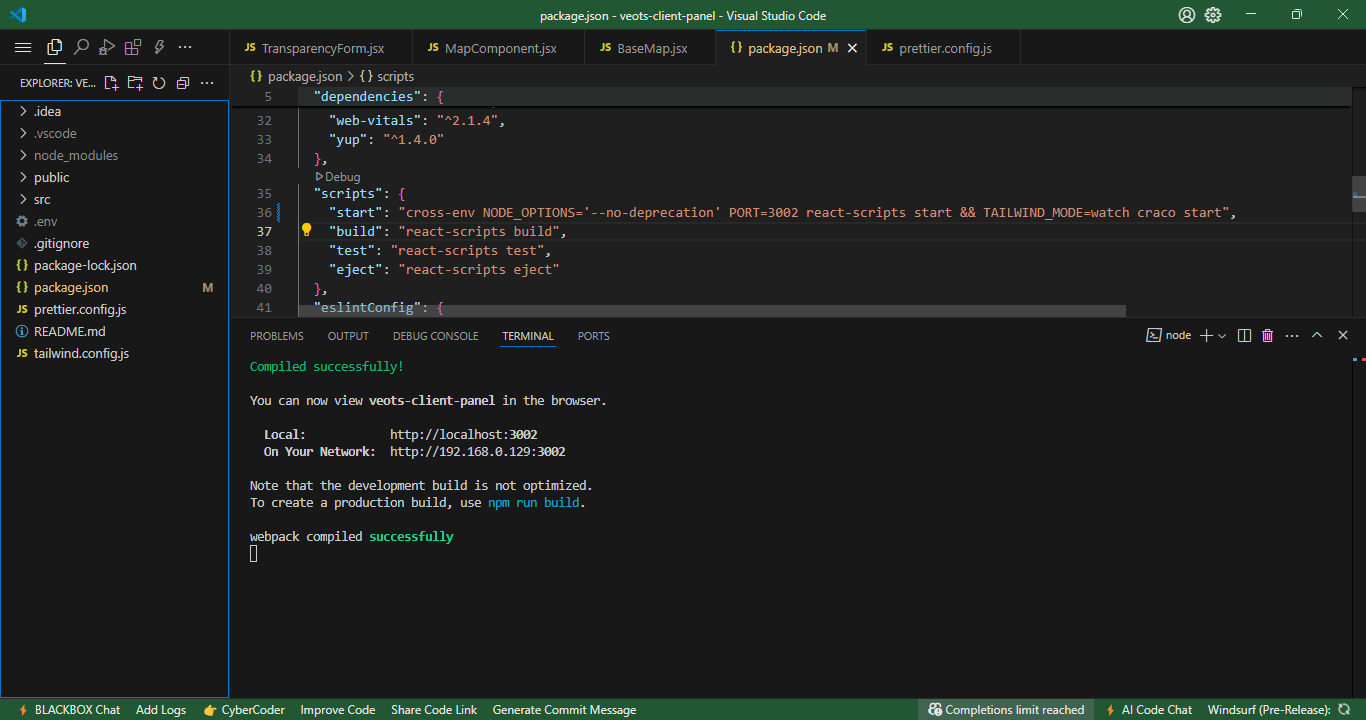 package.json - veots-client-panel - Visual Studio Code
JS TransparencyForm.jsx
JS MapComponent.jsx
JS BaseMap.jsx
{} package.json M
JS prettier.config.js
EXPLORER: VE...
{} package.json > {} scripts
.idea
.vscode
node_modules
public
src
.env
.gitignore
{} package-lock.json
{} package.json M
JS prettier.config.js
README.md
JS tailwind.config.js
5 "dependencies": {
32 "web-vitals": "^2.1.4",
33 "yup": "^1.4.0"
34 },
Debug
35 "scripts": {
36 "start": "cross-env NODE_OPTIONS='--no-deprecation' PORT=3002 react-scripts start && TAILWIND_MODE=watch craco start",
37 "build": "react-scripts build",
38 "test": "react-scripts test",
39 "eject": "react-scripts eject"
40 },
41 "eslintConfig": {
PROBLEMS OUTPUT DEBUG CONSOLE TERMINAL PORTS
node
Compiled successfully!
You can now view veots-client-panel in the browser.
Local: http://localhost:3002
On Your Network: http://192.168.0.129:3002
Note that the development build is not optimized.
To create a production build, use npm run build.
webpack compiled successfully
BLACKBOX Chat Add Logs CyberCoder Improve Code Share Code Link Generate Commit Message
Completions limit reached AI Code Chat Windsurf (Pre-Release):